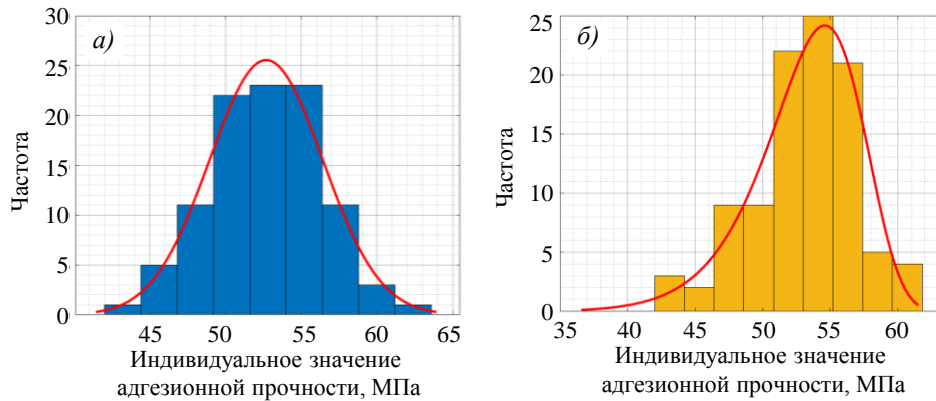 а)
30
25
20
15
10
5
0
Частота
45 50 55 60 65
Индивидуальное значение
адгезионной прочности, МПа
б)
25
20
15
10
5
0
Частота
35 40 45 50 55 60
Индивидуальное значение
адгезионной прочности, МПа